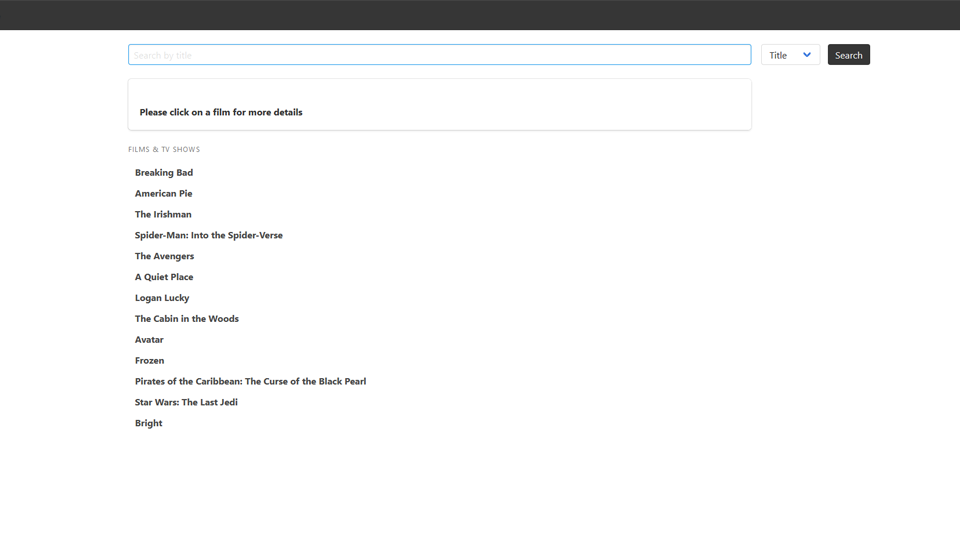 Search by title
Title
Search
Please click on a film for more details
FILMS & TV SHOWS
Breaking Bad
American Pie
The Irishman
Spider-Man: Into the Spider-Verse
The Avengers
A Quiet Place
Logan Lucky
The Cabin in the Woods
Avatar
Frozen
Pirates of the Caribbean: The Curse of the Black Pearl
Star Wars: The Last Jedi
Bright